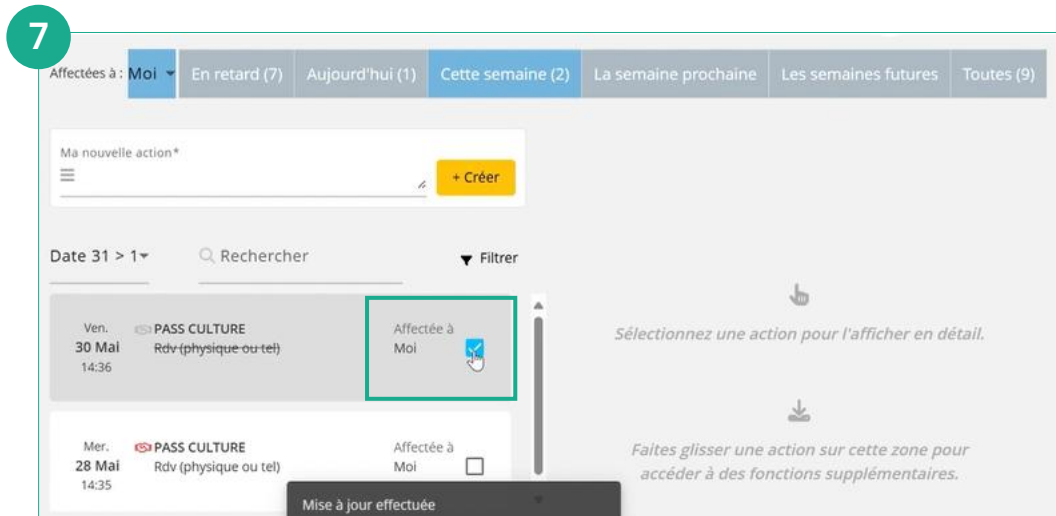 7
Affectées à : Moi En retard (7) Aujourd'hui (1) Cette semaine (2) La semaine prochaine Les semaines futures Toutes (9)
Ma nouvelle action*
+ Créer
Date 31 > 1 Rechercher Filtrer
Ven. PASS CULTURE Affectée à
30 Mai Rdv (physique ou tel) Moi
14:36
Sélectionnez une action pour l'afficher en détail.
Mer. PASS CULTURE Affectée à
28 Mai Rdv (physique ou tel) Moi
14:35
Faites glisser une action sur cette zone pour
accéder à des fonctions supplémentaires.
Mise à jour effectuée